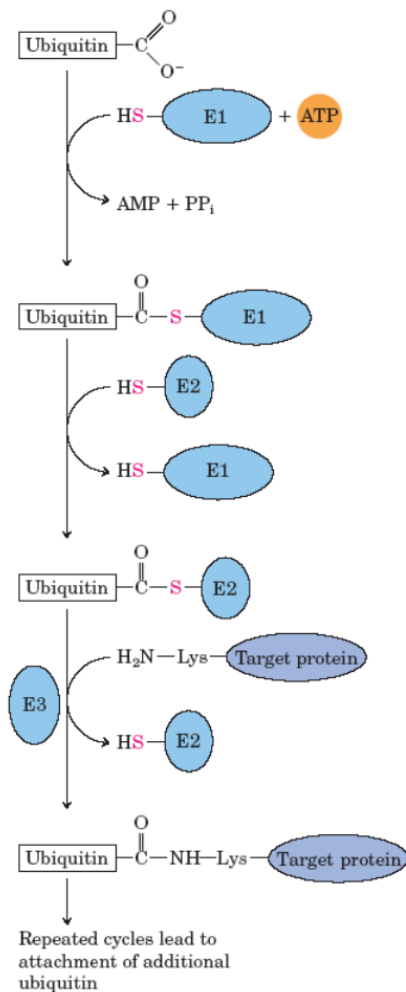 Ubiquitin
C
O
O⁻
HS
E1
+
ATP
AMP + PPi
O
Ubiquitin
C
S
E1
HS
E2
HS
E1
O
Ubiquitin
C
S
E2
H₂N—Lys
Target protein
E3
HS
E2
O
Ubiquitin
C
NH—Lys
Target protein
Repeated cycles lead to
attachment of additional
ubiquitin